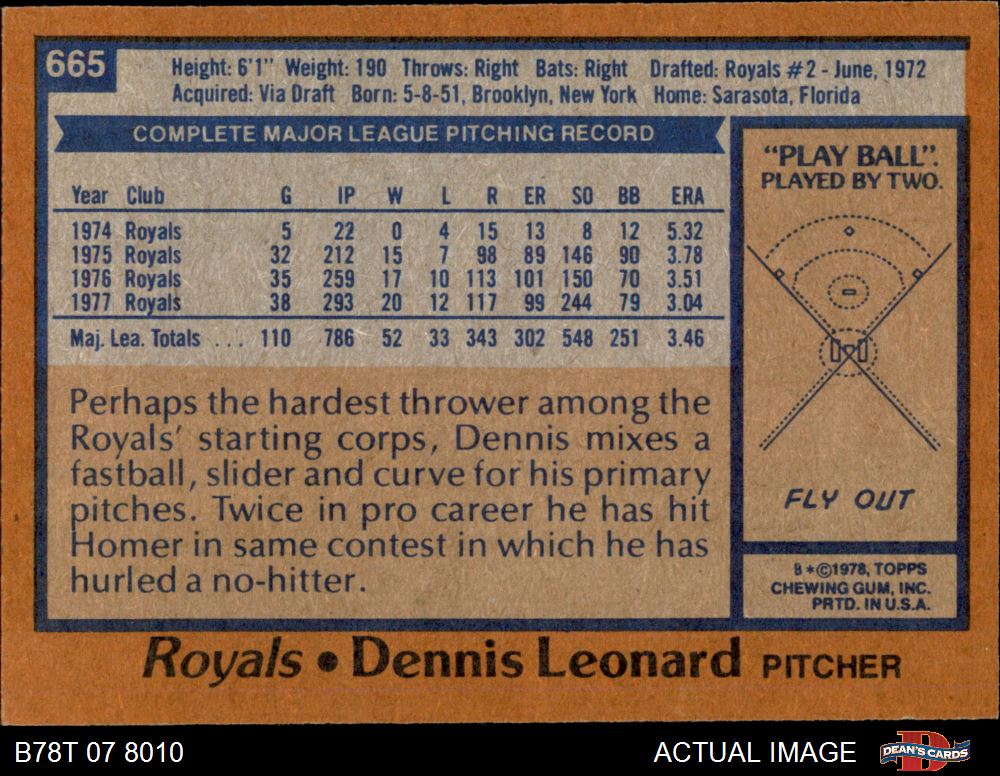 665
Height: 6'1" Weight: 190 Throws: Right Bats: Right Drafted: Royals #2 - June, 1972
Acquired: Via Draft Born: 5-8-51, Brooklyn, New York Home: Sarasota, Florida
COMPLETE MAJOR LEAGUE PITCHING RECORD
Year Club G IP W L R ER SO BB ERA
1974 Royals 5 22 0 4 15 13 8 12 5.32
1975 Royals 32 212 15 7 98 89 146 90 3.78
1976 Royals 35 259 17 10 113 101 150 70 3.51
1977 Royals 38 293 20 12 117 99 244 79 3.04
Maj. Lea. Totals ... 110 786 52 33 343 302 548 251 3.46
Perhaps the hardest thrower among the
Royals' starting corps, Dennis mixes a
fastball, slider and curve for his primary
pitches. Twice in pro career he has hit
Homer in same contest in which he has
hurled a no-hitter.
"PLAY BALL".
PLAYED BY TWO.
FLY OUT
B*©1978, TOPPS
CHEWING GUM, INC.
PRTD. IN U.S.A.
Royals • Dennis Leonard PITCHER
B78T 07 8010
ACTUAL IMAGE
D
DEAN'S CARDS